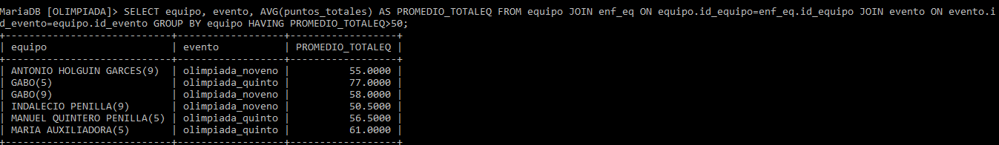 MariaDB [OLIMPIADA]> SELECT equipo, evento, AVG(puntos_totales) AS PROMEDIO_TOTALEQ FROM equipo JOIN enf_eq ON equipo.id_equipo=enf_eq.id_equipo JOIN evento ON evento.i
d_evento=equipo.id_evento GROUP BY equipo HAVING PROMEDIO_TOTALEQ>50;
+----------------------------+-----------------+------------------+
| equipo                     | evento          | PROMEDIO_TOTALEQ |
+----------------------------+-----------------+------------------+
| ANTONIO HOLGUIN GARCES(9)  | olimpiada_noveno |          55.0000 |
| GABO(5)                    | olimpiada_quinto |          77.0000 |
| GABO(9)                    | olimpiada_noveno |          58.0000 |
| INDALECIO PENILLA(9)       | olimpiada_noveno |          50.5000 |
| MANUEL QUINTERO PENILLA(5) | olimpiada_quinto |          56.5000 |
| MARIA AUXILIADORA(5)       | olimpiada_quinto |          61.0000 |
+----------------------------+-----------------+------------------+